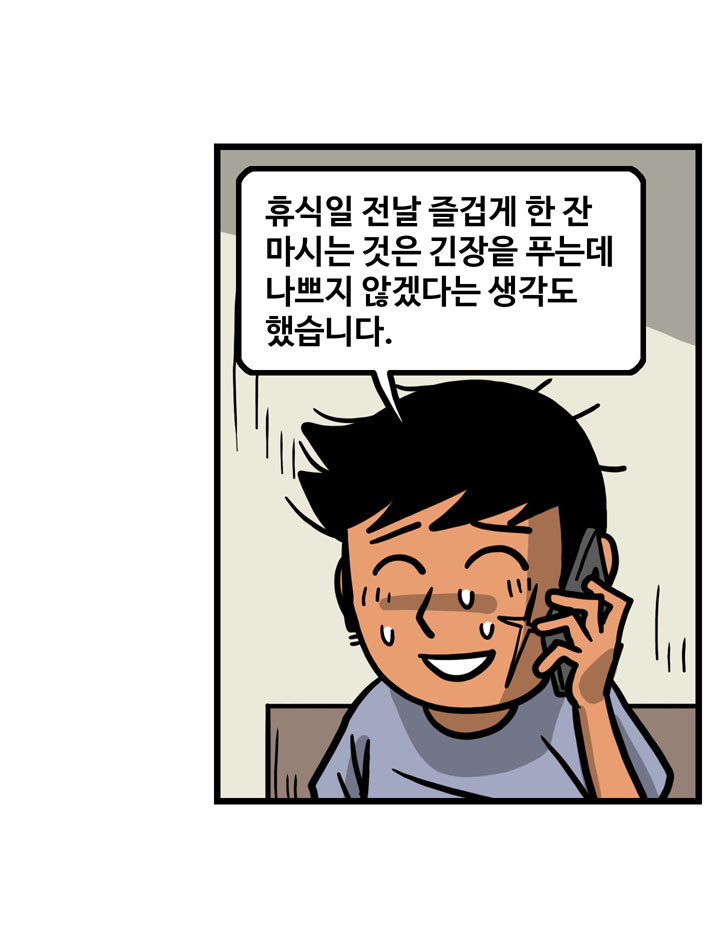 휴식일 전날 즐겁게 한 잔
마시는 것은 긴장읕 푸는데
나쁘지 않겠다는 생각도
했습니다.